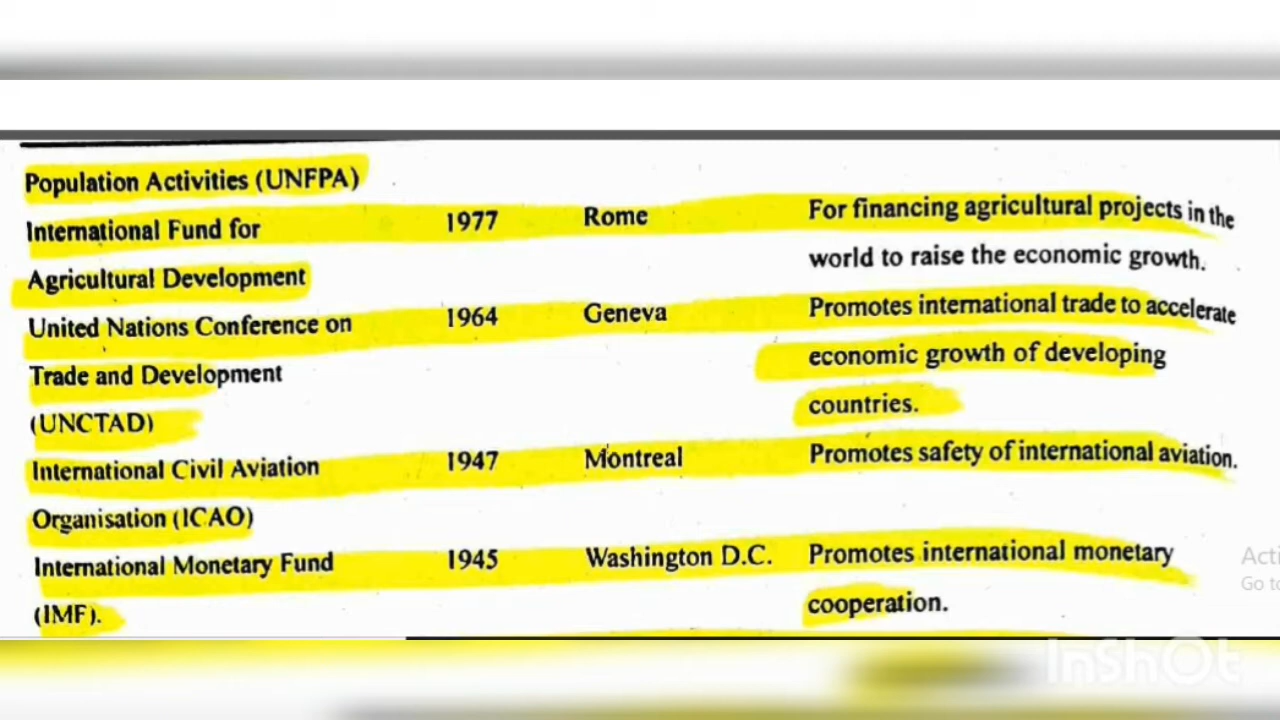 Population Activities (UNFPA)
International Fund for 1977 Rome For financing agricultural projects in the
Agricultural Development world to raise the economic growth.
United Nations Conference on 1964 Geneva Promotes international trade to accelerate
Trade and Development economic growth of developing
(UNCTAD) countries.
International Civil Aviation 1947 Montreal Promotes safety of international aviation.
Organisation (ICAO)
International Monetary Fund 1945 Washington D.C. Promotes international monetary
(IMF). cooperation.
Go to
InShOt